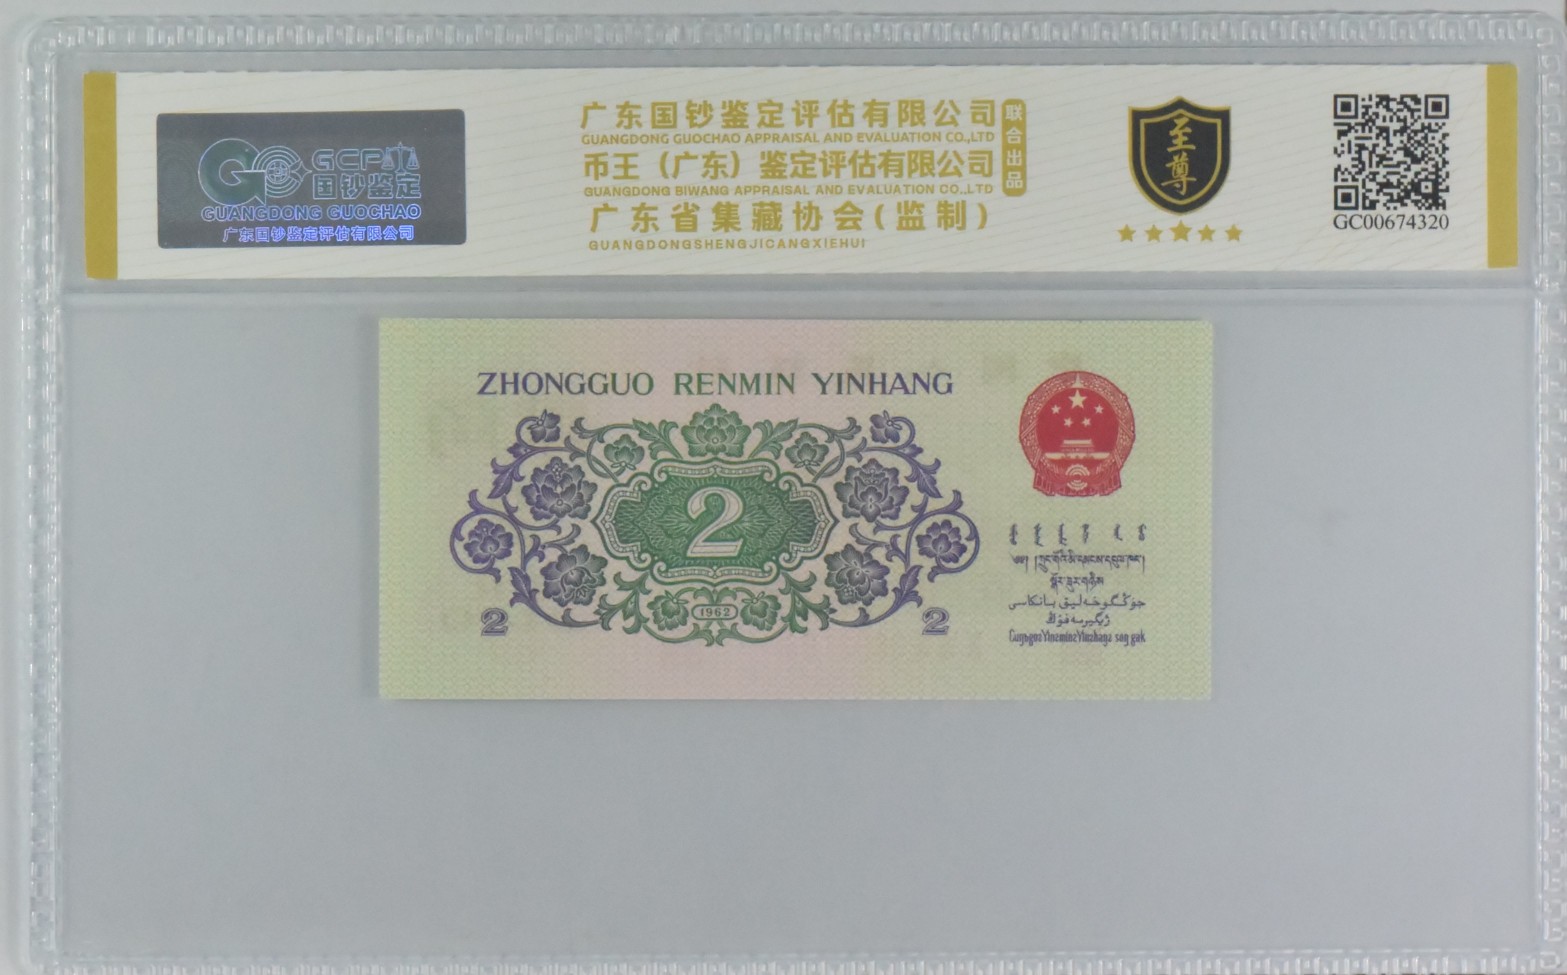 GCP
国钞鉴定
GUANGDONG GUOCHAO
广东国钞鉴定评估有限公司
广东国钞鉴定评估有限公司
GUANGDONG GUOCHAO APPRAISAL AND EVALUATION CO.,LTD
币王（广东）鉴定评估有限公司
GUANGDONG BIWANG APPRAISAL AND EVALUATION CO.,LTD
广东省集藏协会(监制)
GUANGDONGSHENGJICANGXIEHUI
联合出品
至尊
GC00674320
ZHONGGUO RENMIN YINHANG
2
1962
2
2